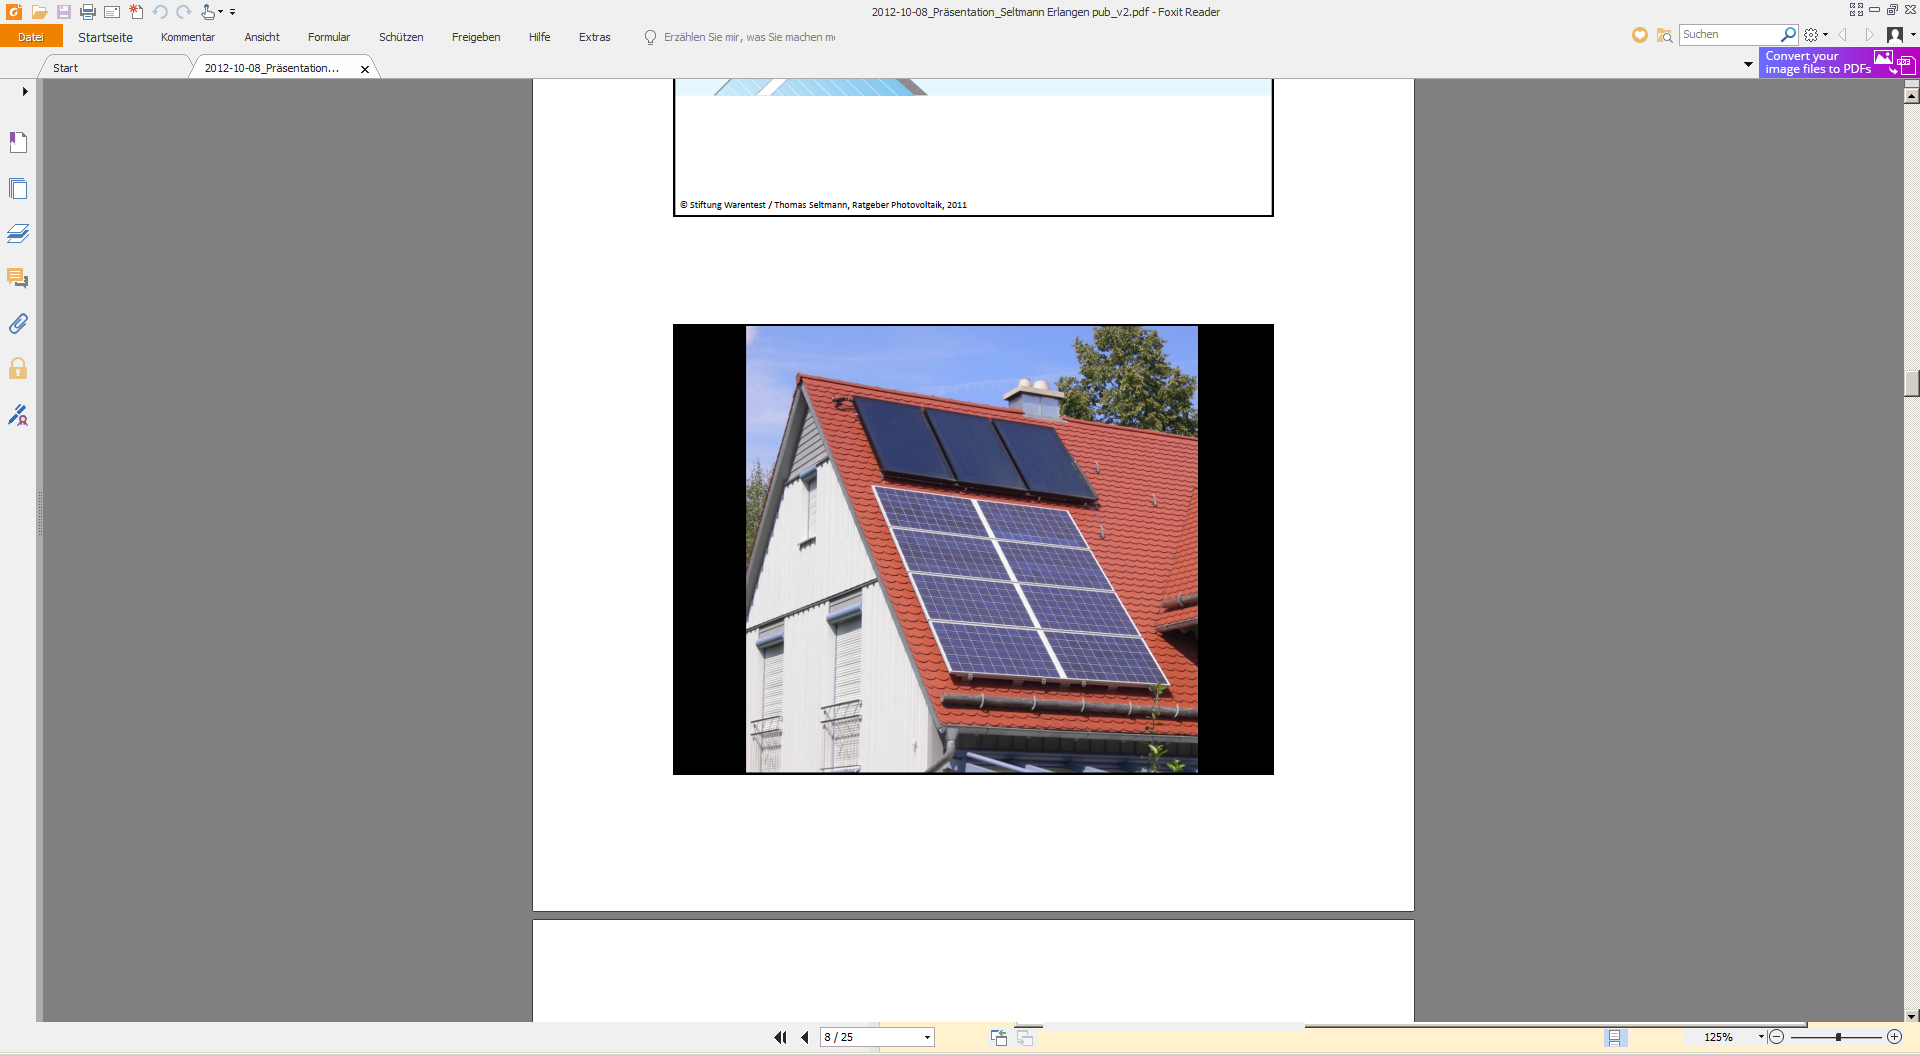 2012-10-08_Präsentation_Seltmann Erlangen pub_v2.pdf - Foxit Reader
Datei
Startseite
Kommentar
Ansicht
Formular
Schützen
Freigeben
Hilfe
Extras
Erzählen Sie mir, was Sie machen m
Suchen
Start
2012-10-08_Präsentation...
Convert your
image files to PDFs
PDF
© Stiftung Warentest / Thomas Seltmann, Ratgeber Photovoltaik, 2011
8 / 25
125%